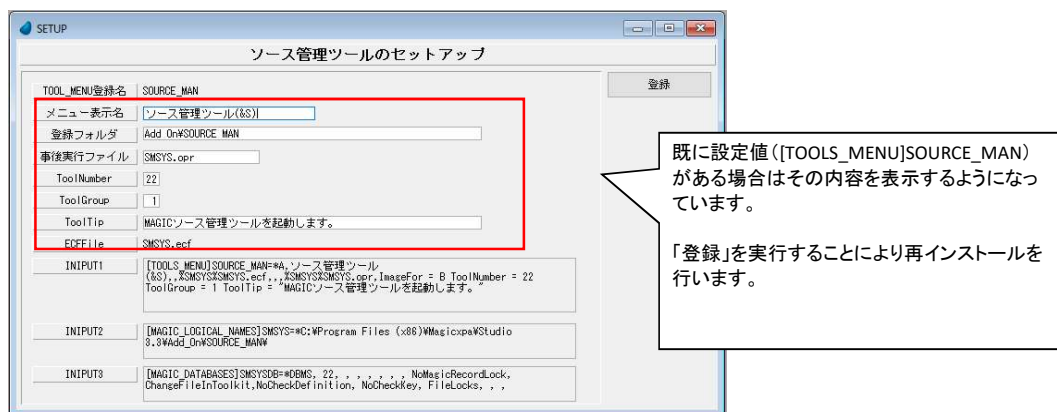 SETUP
ソース管理ツールのセットアップ
登録
TOOL_MENU登録名 SOURCE_MAN
メニュー表示名 ソース管理ツール(&S)
登録フォルダ Add_On¥SOURCE_MAN
事後実行ファイル SMSYS.opr
ToolNumber 22
ToolGroup 1
ToolTip MAGICソース管理ツールを起動します。
ECFFile SMSYS.ecf
INIPUT1 [TOOLS_MENU]SOURCE_MAN=*A,ソース管理ツール
(&S),,%SMSYS%SMSYS.ecf,,,%SMSYS%SMSYS.opr,ImageFor = B ToolNumber = 22
ToolGroup = 1 ToolTip = "MAGICソース管理ツールを起動します。"
INIPUT2 [MAGIC_LOGICAL_NAMES]SMSYS=*C:¥Program Files (x86)¥Magicxpa¥Studio
3.3¥Add_On¥SOURCE_MAN¥
INIPUT3 [MAGIC_DATABASES]SMSYSDB=*DBMS, 22, , , , , , , NoMagicRecordLock,
ChangeFileInToolkit,NoCheckDefinition, NoCheckKey, FileLocks, , ,
既に設定値([TOOLS_MENU]SOURCE_MAN)
がある場合はその内容を表示するようになっ
ています。
「登録」を実行することにより再インストールを
行います。